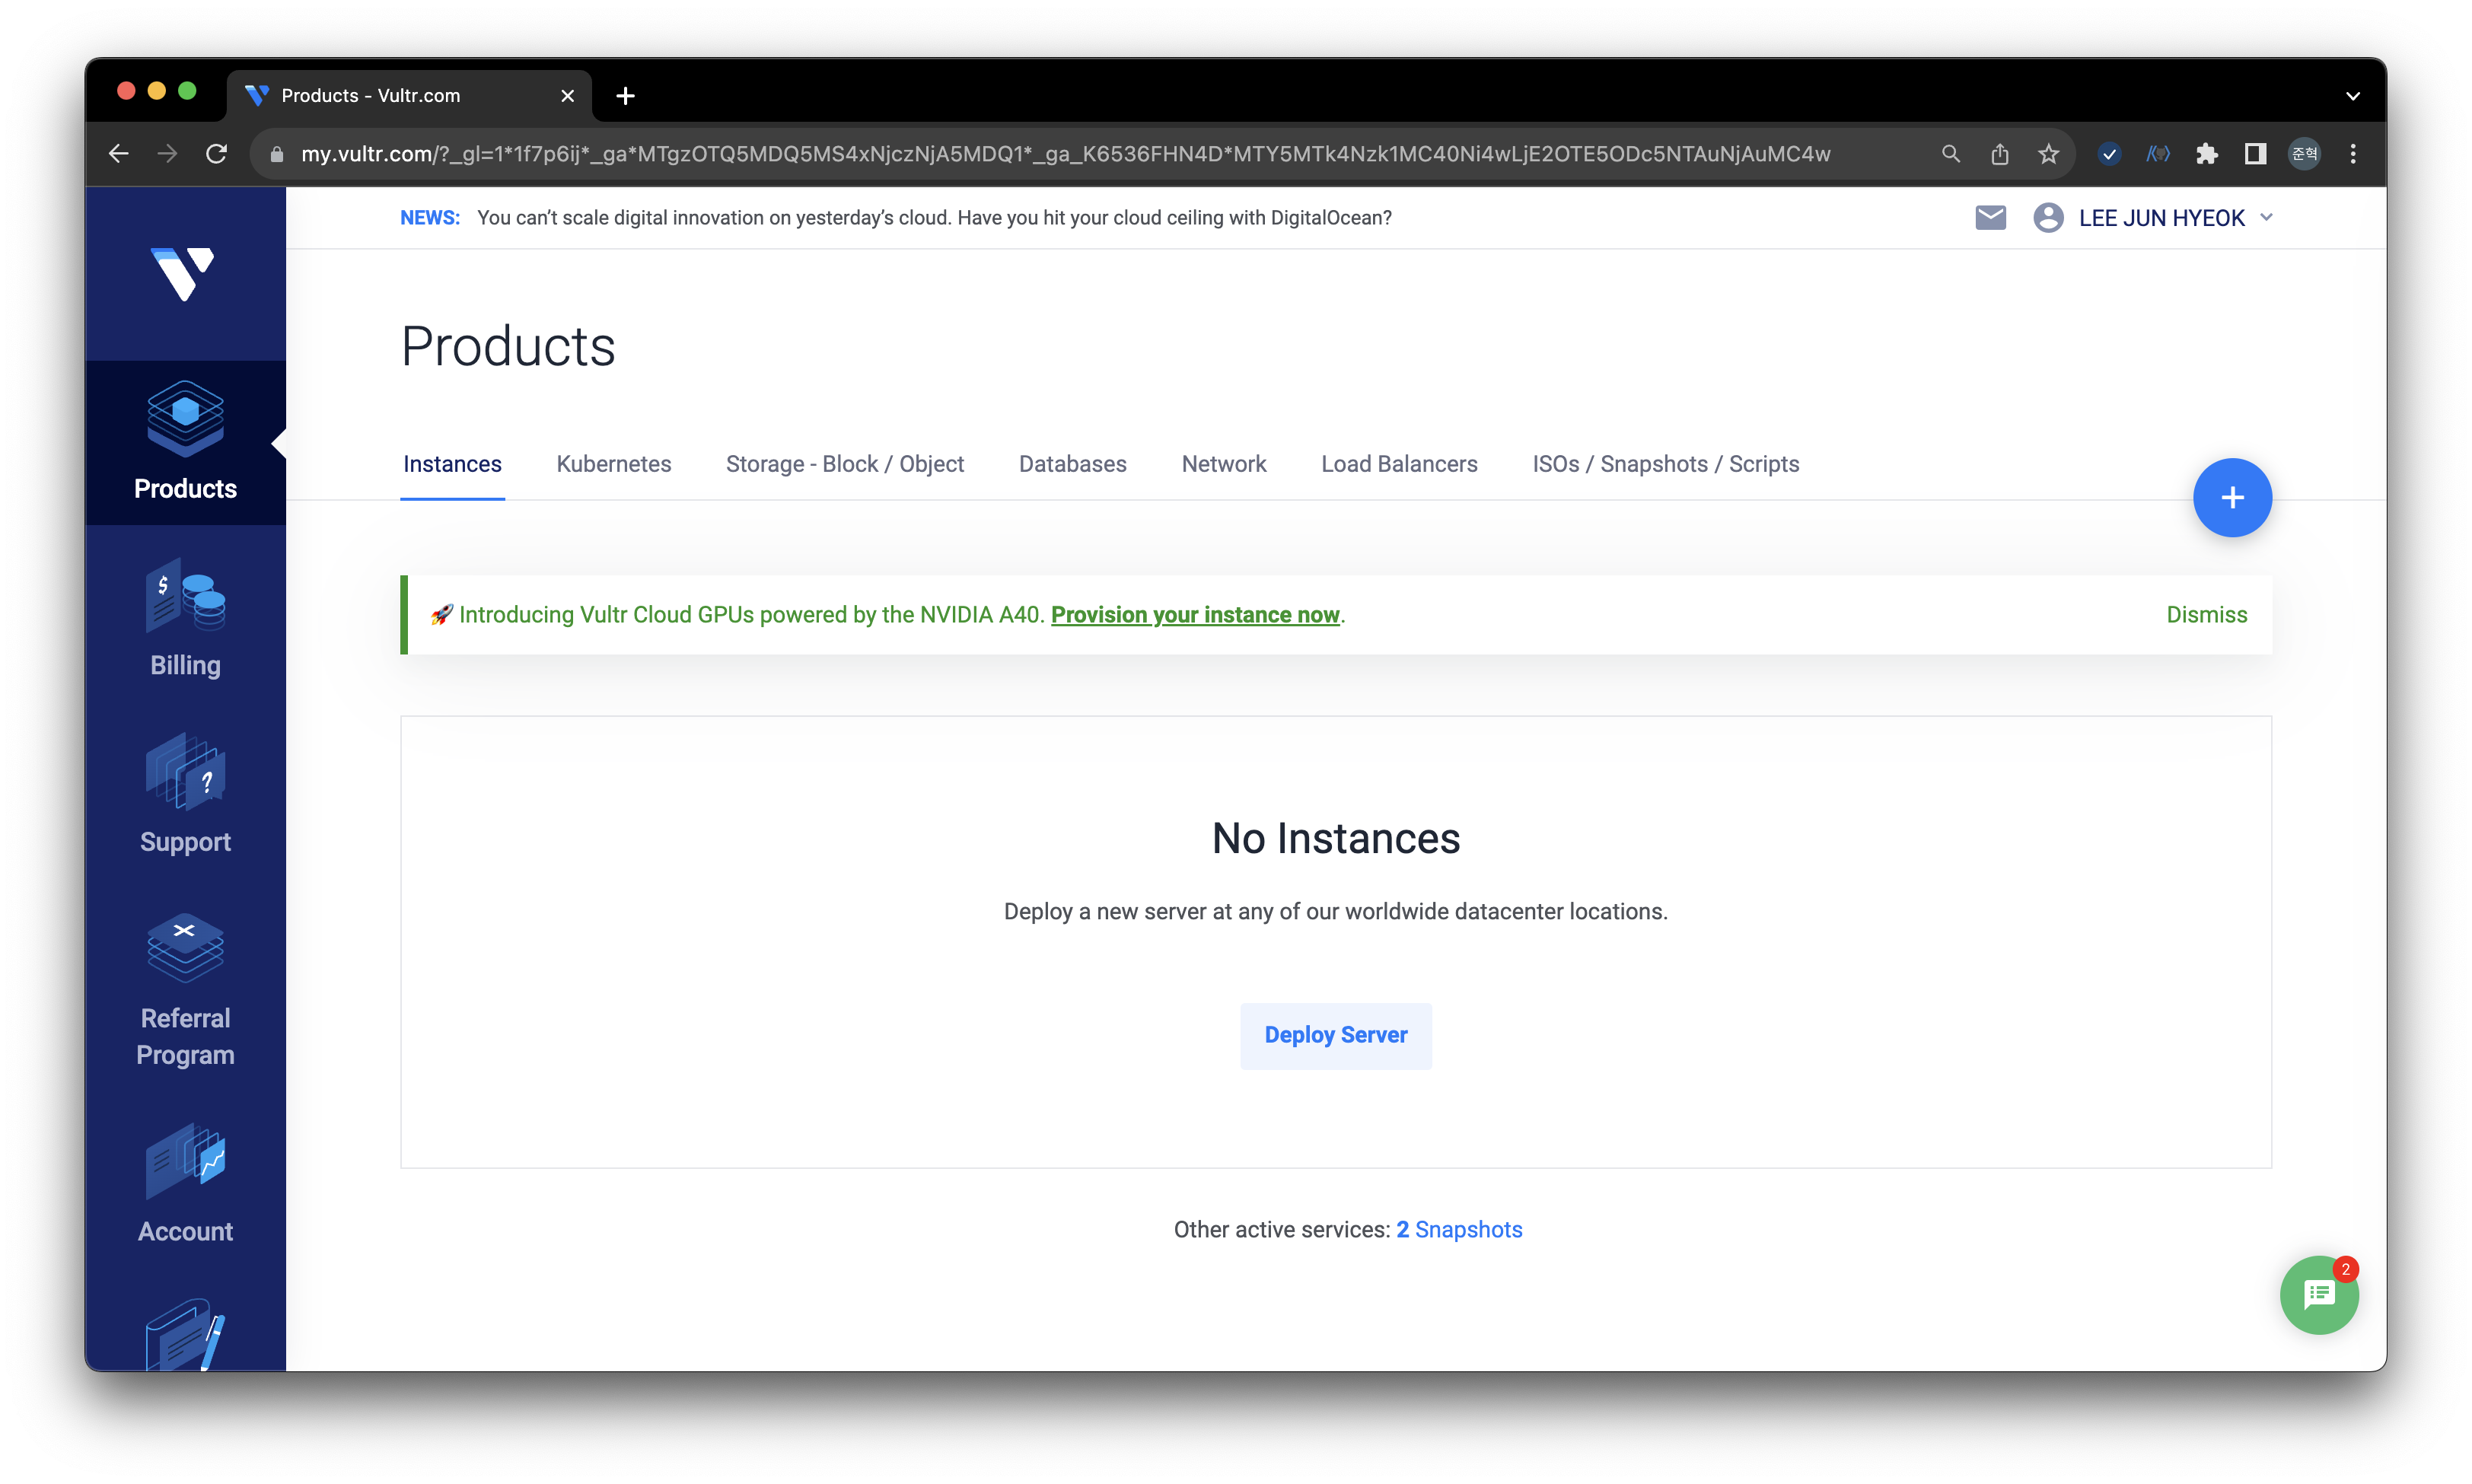 Products - Vultr.com
my.vultr.com/?_gl=1*1f7p6ij*_ga*MTgzOTQ5MDQ5MS4xNjczNjA5MDQ1*_ga_K6536FHN4D*MTY5MTk4Nzk1MC40Ni4wLjE2OTE5ODc5NTAuNjAuMC4w
준혁
NEWS: You can’t scale digital innovation on yesterday’s cloud. Have you hit your cloud ceiling with DigitalOcean?
LEE JUN HYEOK
Products
Billing
Support
Referral
Program
Account
Products
Instances
Kubernetes
Storage - Block / Object
Databases
Network
Load Balancers
ISOs / Snapshots / Scripts
+
🚀 Introducing Vultr Cloud GPUs powered by the NVIDIA A40. Provision your instance now.
Dismiss
No Instances
Deploy a new server at any of our worldwide datacenter locations.
Deploy Server
Other active services: 2 Snapshots
2